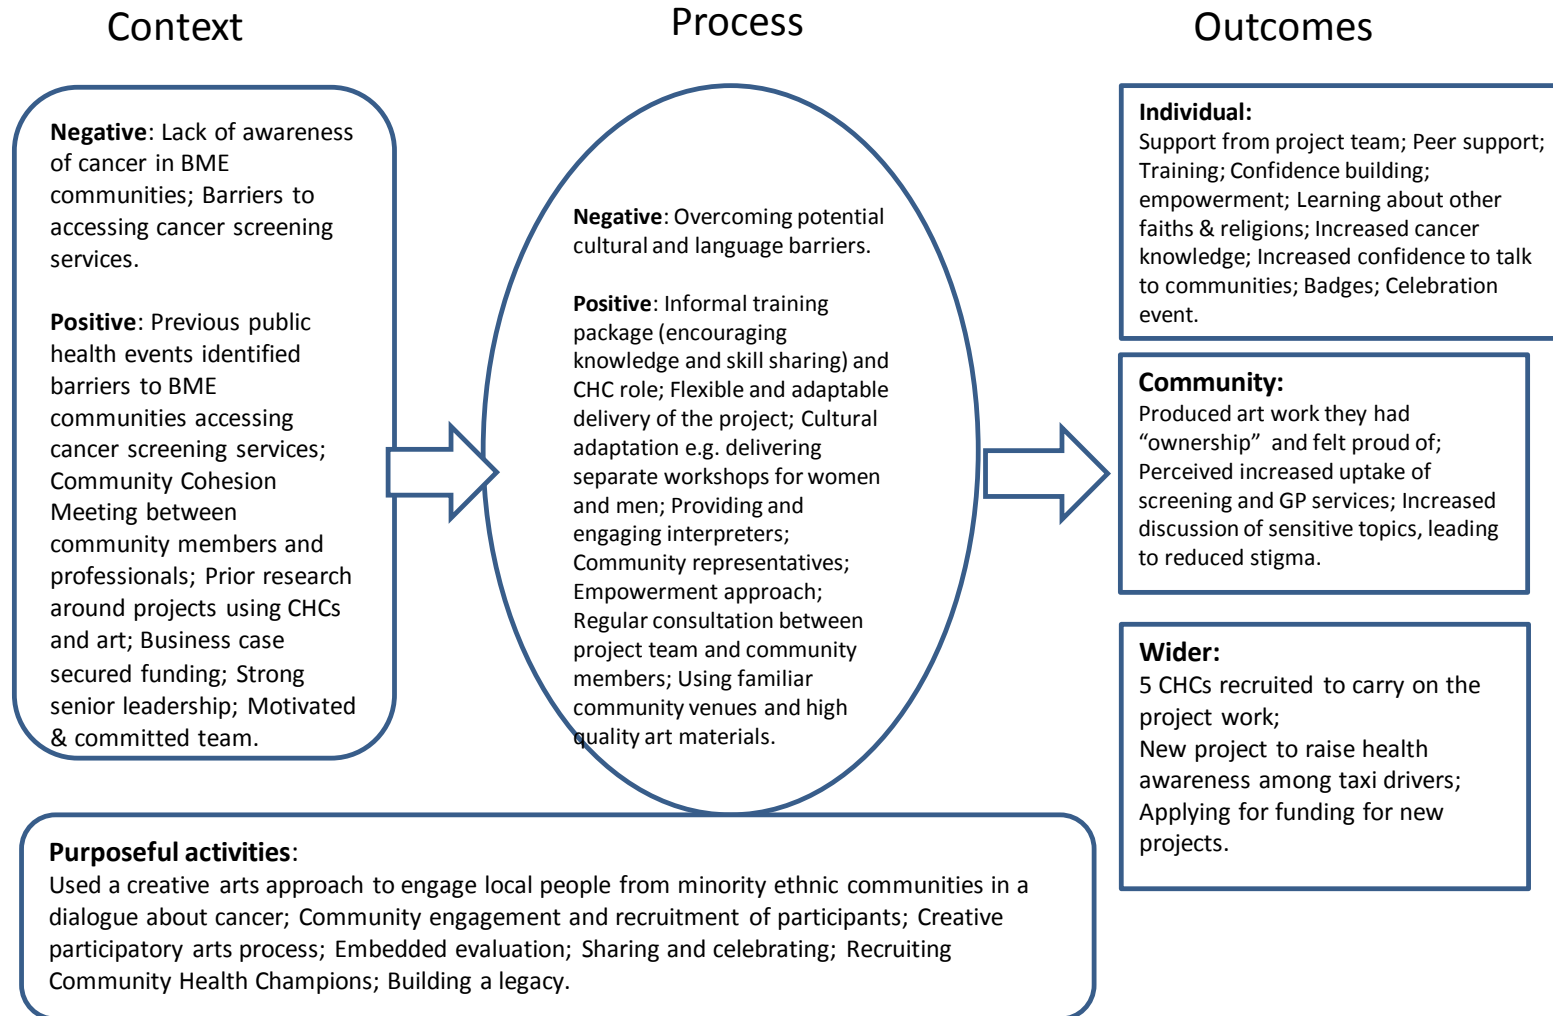 Context
Process
Outcomes
Negative: Lack of awareness
of cancer in BME
communities; Barriers to
accessing cancer screening
services.
Positive: Previous public
health events identified
barriers to BME
communities accessing
cancer screening services;
Community Cohesion
Meeting between
community members and
professionals; Prior research
around projects using CHCs
and art; Business case
secured funding; Strong
senior leadership; Motivated
& committed team.
Negative: Overcoming potential
cultural and language barriers.
Positive: Informal training
package (encouraging
knowledge and skill sharing) and
CHC role; Flexible and adaptable
delivery of the project; Cultural
adaptation e.g. delivering
separate workshops for women
and men; Providing and
engaging interpreters;
Community representatives;
Empowerment approach;
Regular consultation between
project team and community
members; Using familiar
community venues and high
quality art materials.
Individual:
Support from project team; Peer support;
Training; Confidence building;
empowerment; Learning about other
faiths & religions; Increased cancer
knowledge; Increased confidence to talk
to communities; Badges; Celebration
event.
Community:
Produced art work they had
“ownership” and felt proud of;
Perceived increased uptake of
screening and GP services; Increased
discussion of sensitive topics, leading
to reduced stigma.
Wider:
5 CHCs recruited to carry on the
project work;
New project to raise health
awareness among taxi drivers;
Applying for funding for new
projects.
Purposeful activities:
Used a creative arts approach to engage local people from minority ethnic communities in a
dialogue about cancer; Community engagement and recruitment of participants; Creative
participatory arts process; Embedded evaluation; Sharing and celebrating; Recruiting
Community Health Champions; Building a legacy.